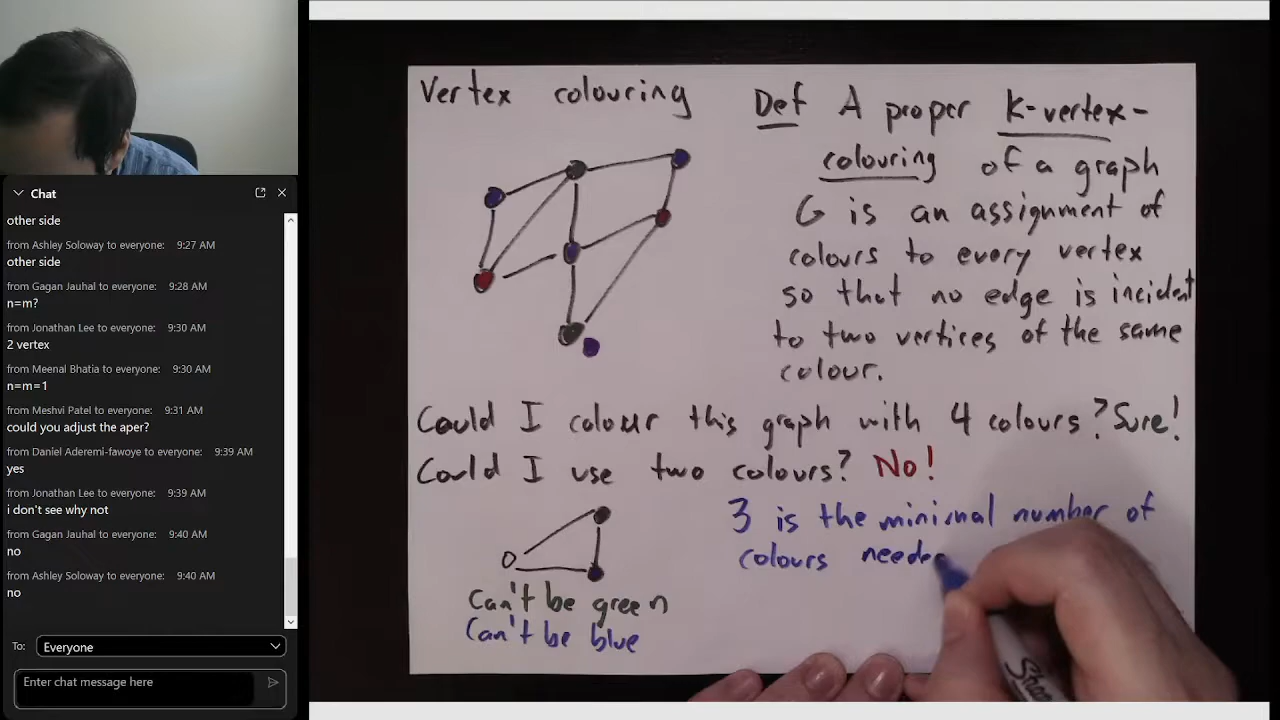 Chat
other side
from Ashley Soloway to everyone: 9:27 AM
other side
from Gagan Jauhal to everyone: 9:28 AM
n=m?
from Jonathan Lee to everyone: 9:30 AM
2 vertex
from Meenal Bhatia to everyone: 9:30 AM
n=m=1
from Meshvi Patel to everyone: 9:31 AM
could you adjust the aper?
from Daniel Aderemi-fawoye to everyone: 9:39 AM
yes
from Jonathan Lee to everyone: 9:39 AM
i don't see why not
from Gagan Jauhal to everyone: 9:40 AM
no
from Ashley Soloway to everyone: 9:40 AM
no
To: Everyone
Enter chat message here
Vertex colouring
Def A proper K-vertex-
colouring of a graph
G is an assignment of
colours to every vertex
so that no edge is incident
to two vertices of the same
colour.
Could I colour this graph with 4 colours? Sure!
Could I use two colours? No!
Can't be green
Can't be blue
3 is the minimal number of
colours neede
Shar